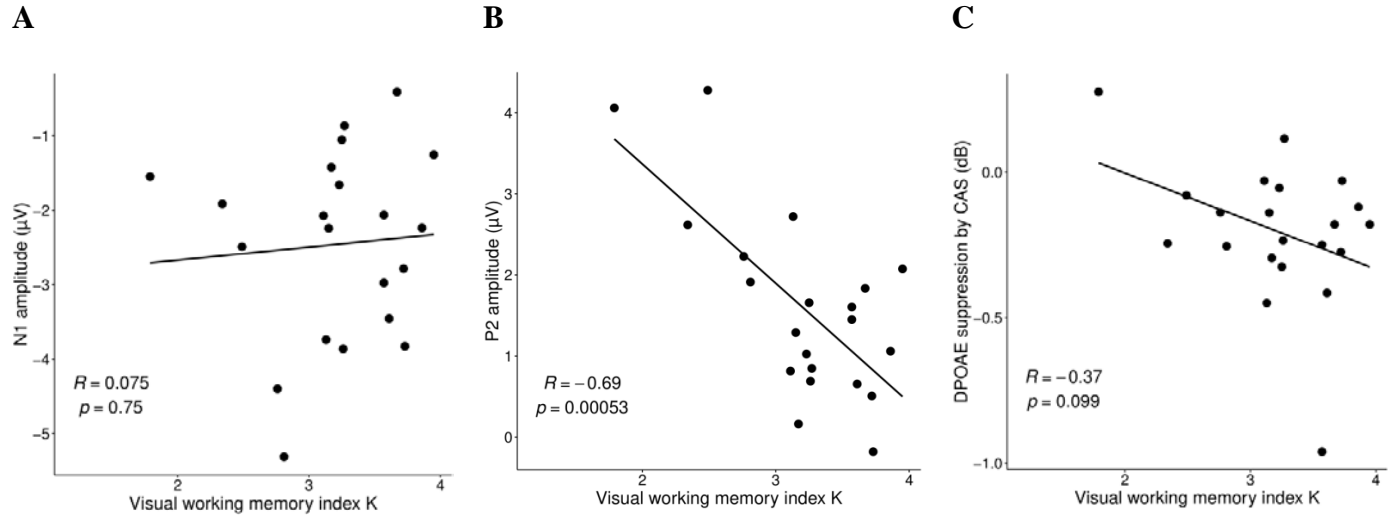 A
N1 amplitude (µV)
−1
−2
−3
−4
−5
R = 0.075
p = 0.75
2 3 4
Visual working memory index K
B
P2 amplitude (µV)
4
3
2
1
0
R = −0.69
p = 0.00053
2 3 4
Visual working memory index K
C
DPOAE suppression by CAS (dB)
0.0
−0.5
−1.0
R = −0.37
p = 0.099
2 3 4
Visual working memory index K